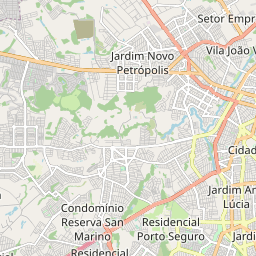 Setor Empr
Jardim Novo
Petrópolis
Vila João V
Cidad
Jardim An
Lúcia
Condomínio
Reserva San
Marino
Residencial
Porto Seguro
Residencial
Jardi